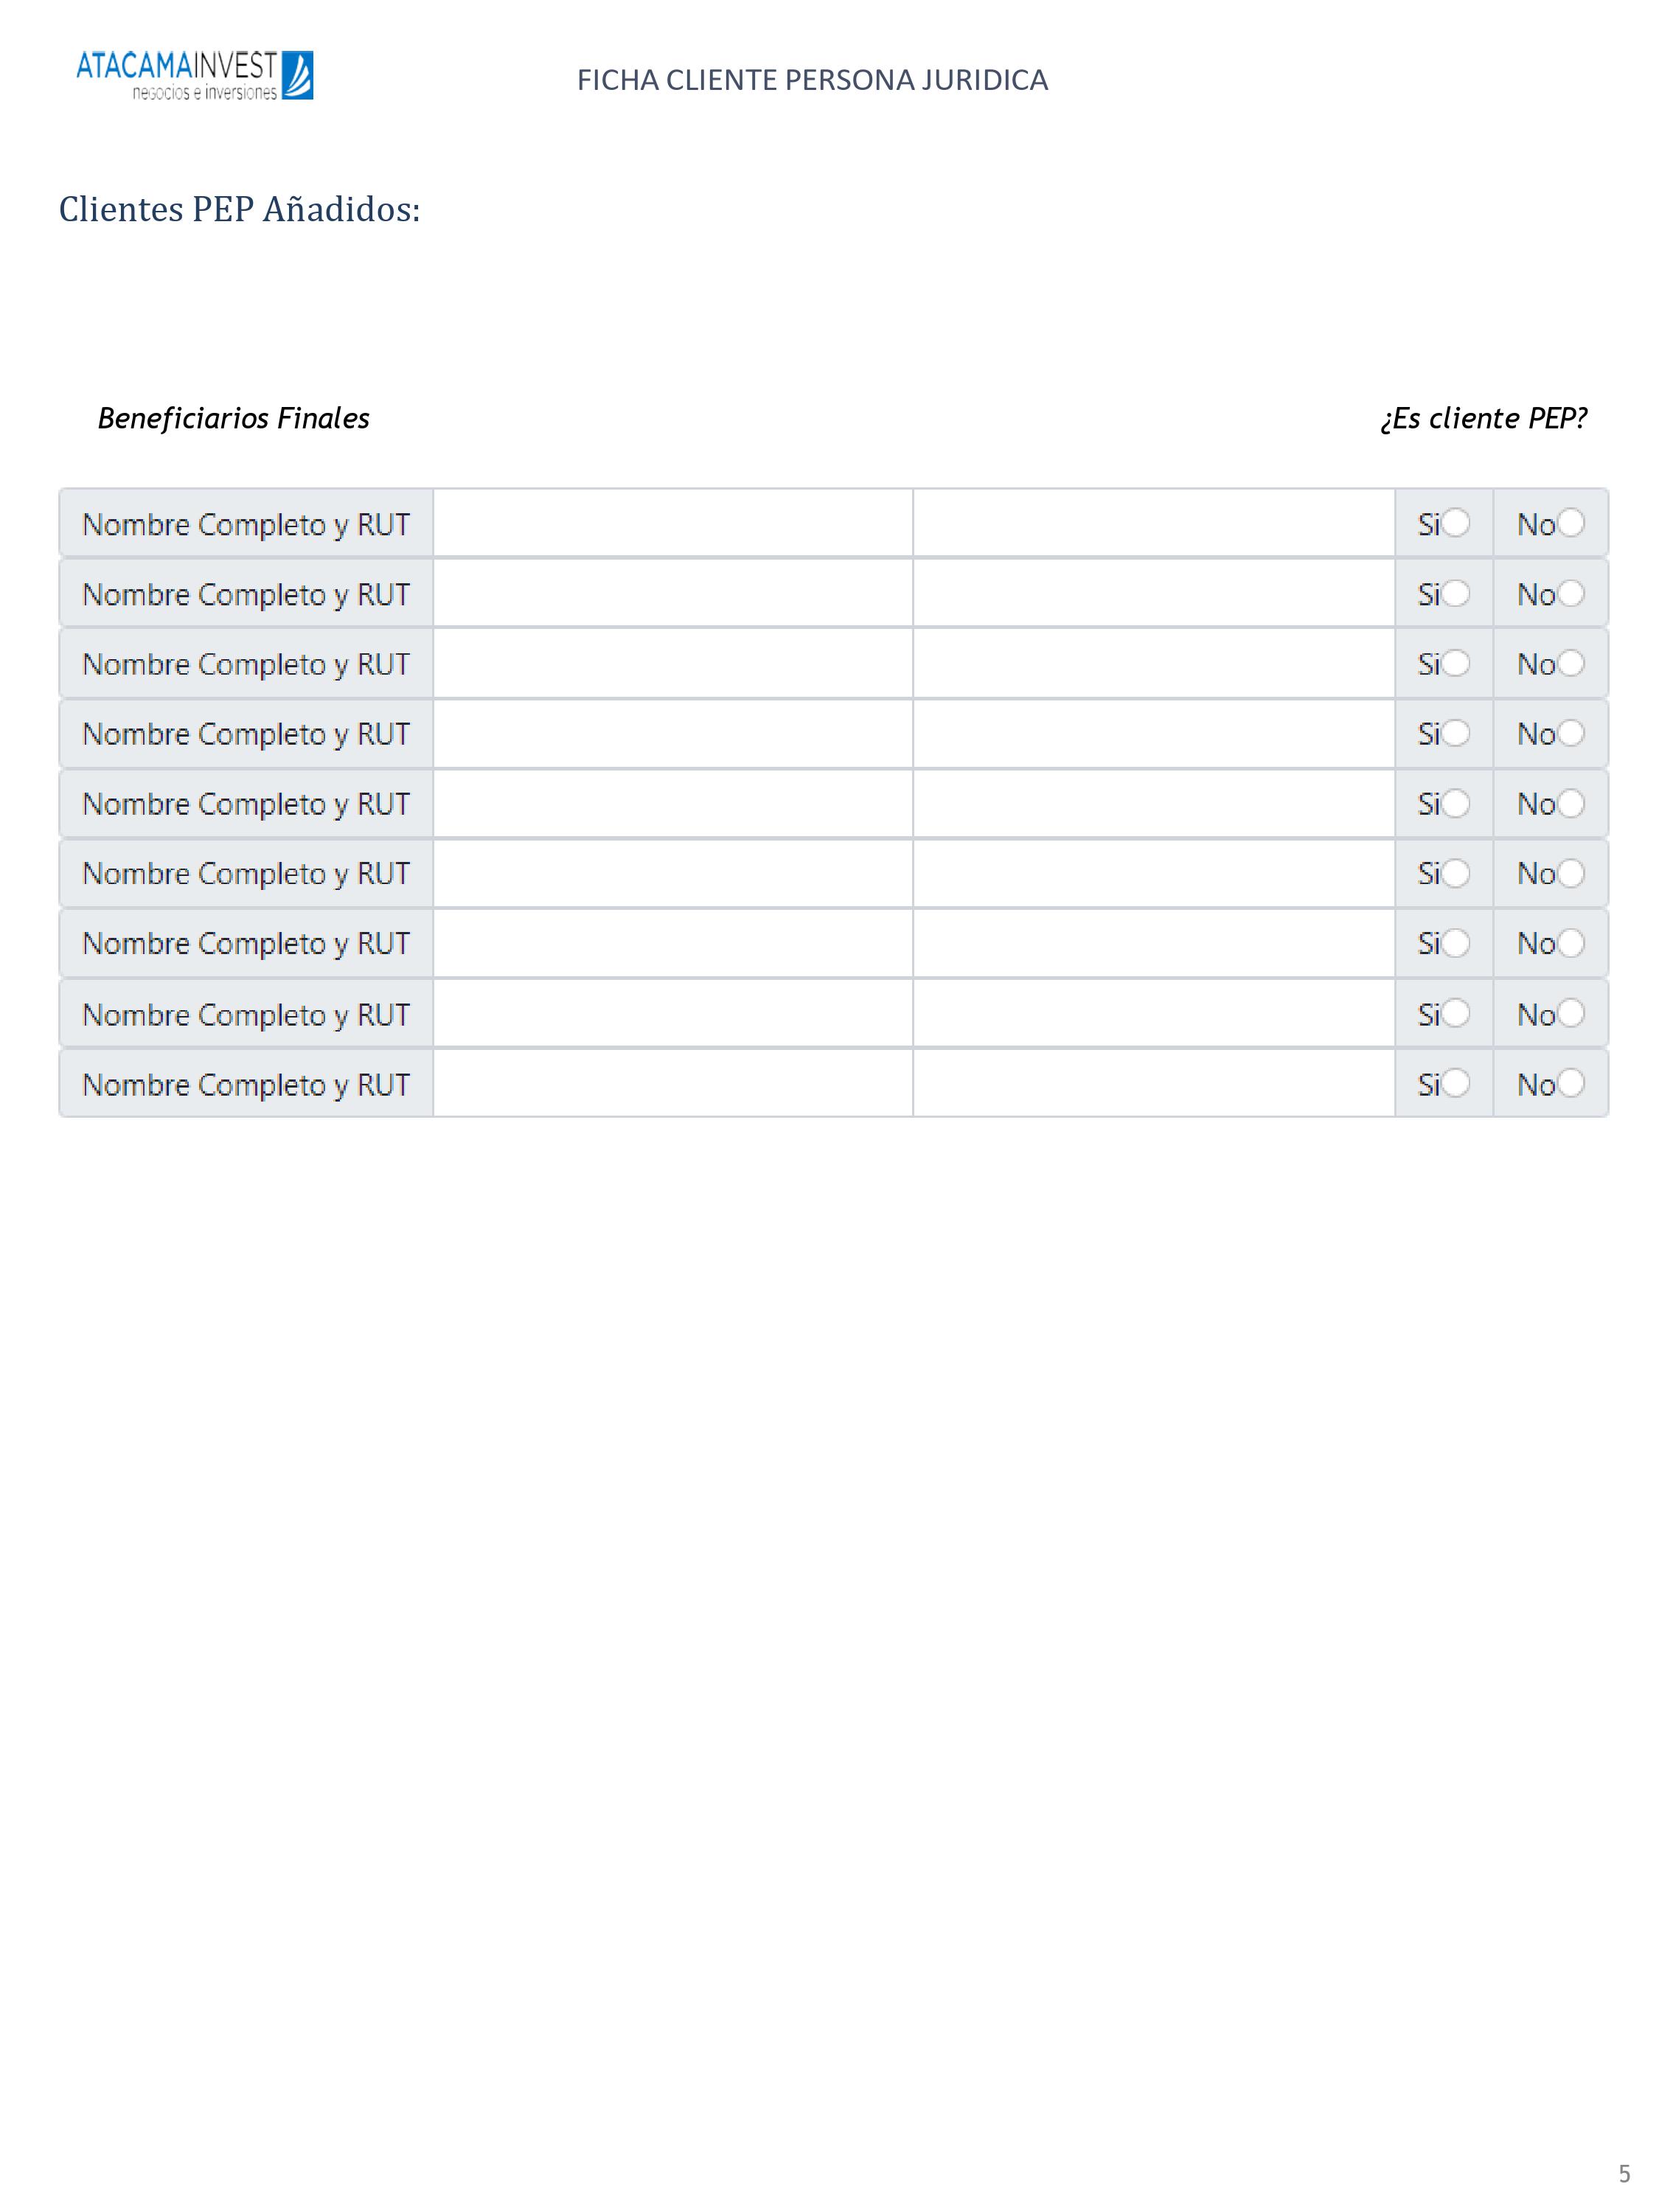 ATACAMAINVEST
negocios e inversiones
FICHA CLIENTE PERSONA JURIDICA
Clientes PEP Añadidos:
Beneficiarios Finales ¿Es cliente PEP?
Nombre Completo y RUT Si No
Nombre Completo y RUT Si No
Nombre Completo y RUT Si No
Nombre Completo y RUT Si No
Nombre Completo y RUT Si No
Nombre Completo y RUT Si No
Nombre Completo y RUT Si No
Nombre Completo y RUT Si No
Nombre Completo y RUT Si No
5